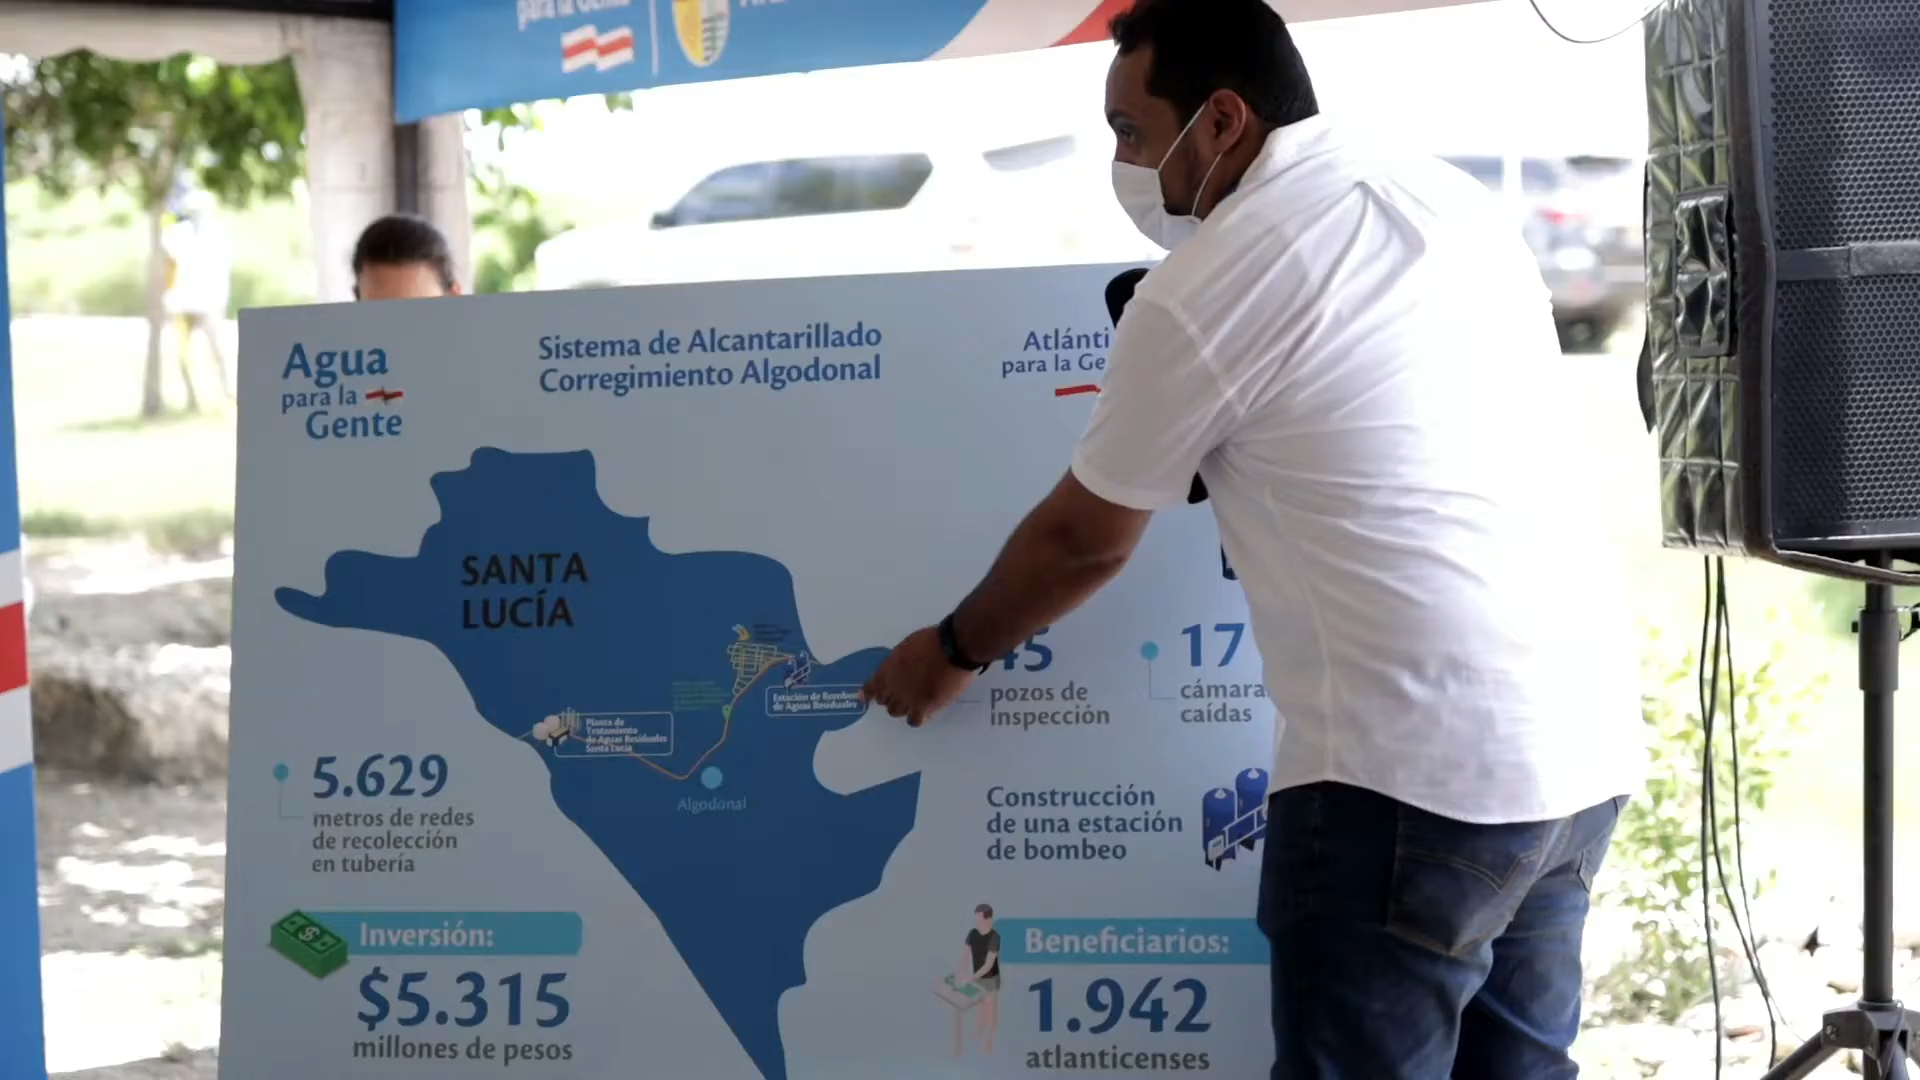 para la Gente
Agua
para la
Gente
Sistema de Alcantarillado
Corregimiento Algodonal
Atlánti
para la Ge
SANTA
LUCÍA
Estación de Bombeo
de Aguas Residuales
Planta de
Tratamiento
de Aguas Residuales
Santa Lucía
Algodonal
5.629
metros de redes
de recolección
en tubería
45
pozos de
inspección
17
cámara
caídas
Construcción
de una estación
de bombeo
Inversión:
$5.315
millones de pesos
Beneficiarios:
1.942
atlanticenses